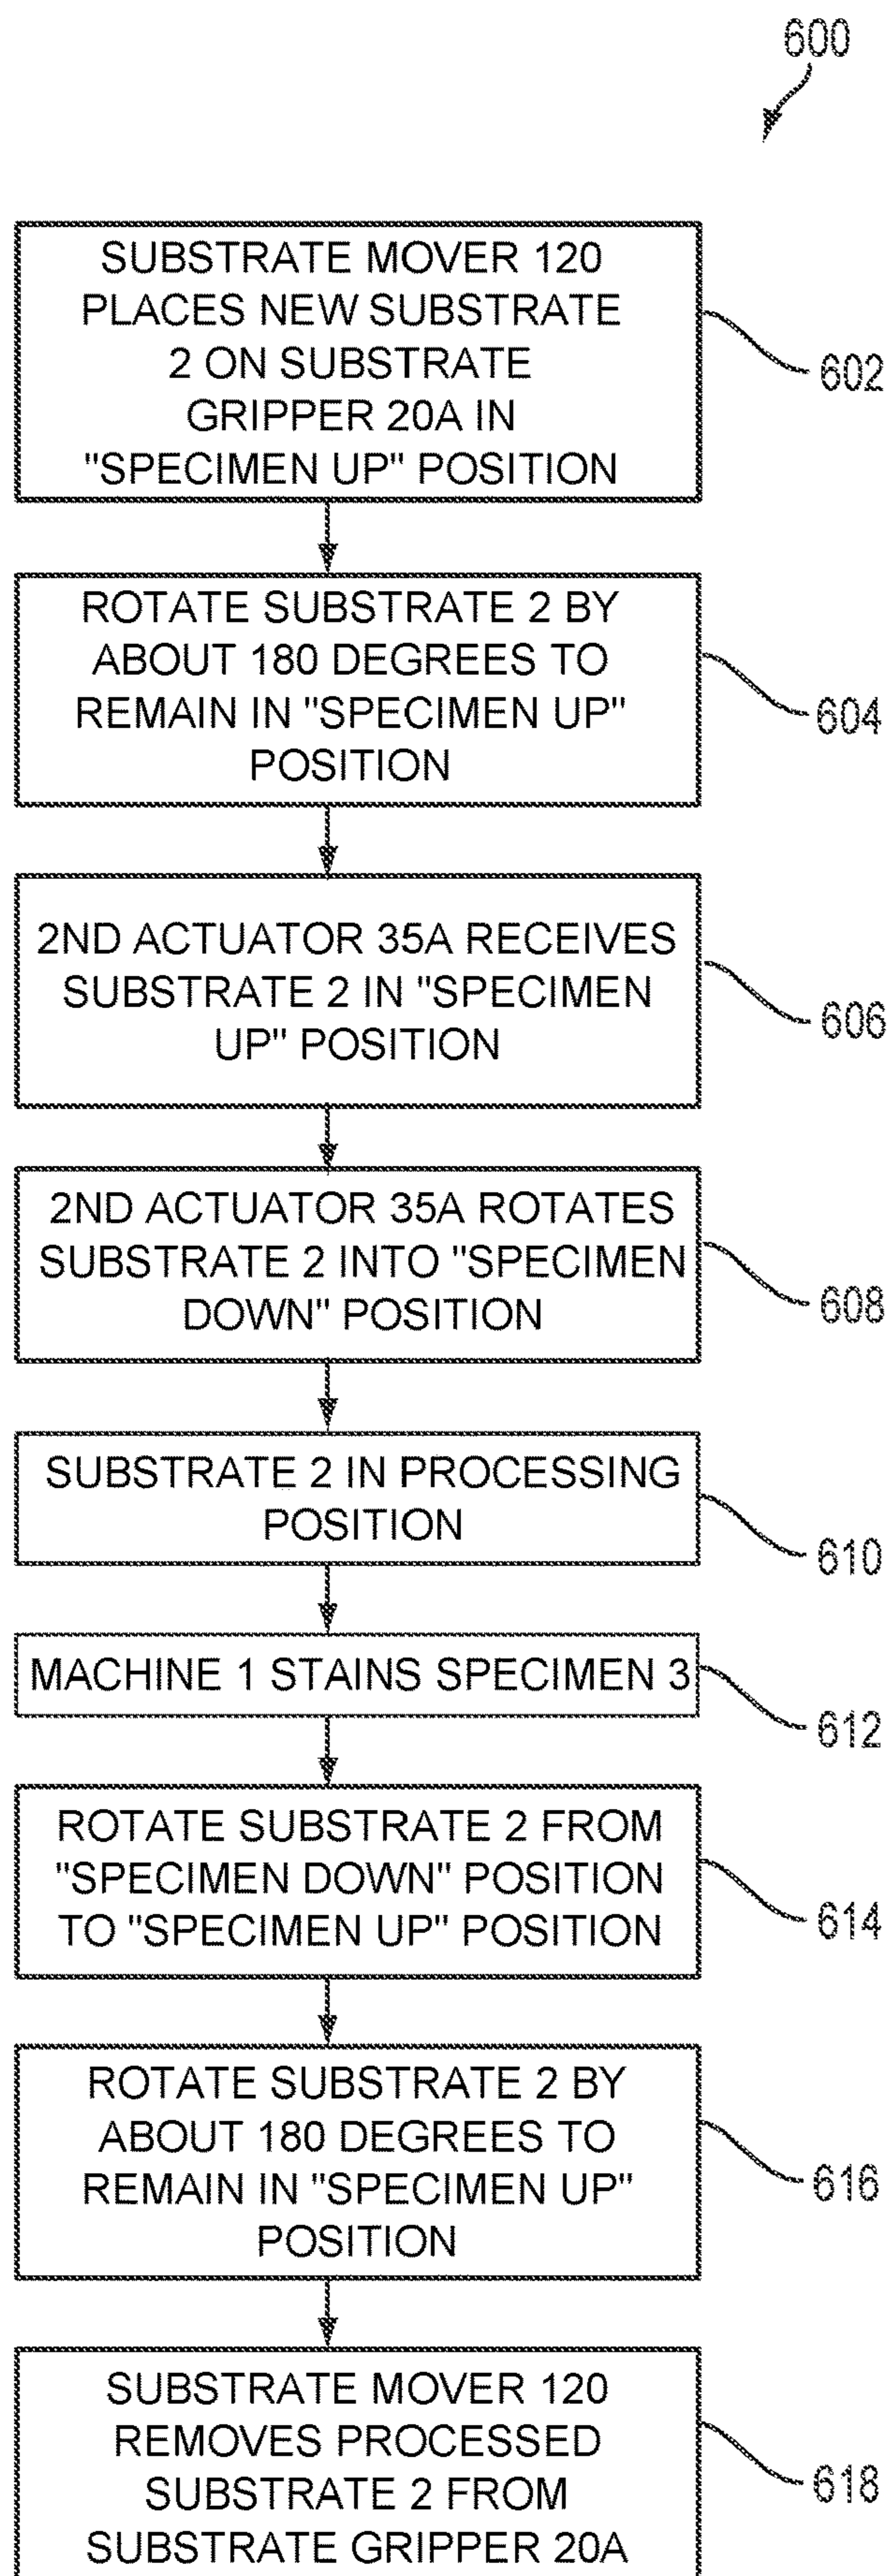 600
SUBSTRATE MOVER 120
PLACES NEW SUBSTRATE
2 ON SUBSTRATE
GRIPPER 20A IN
"SPECIMEN UP" POSITION
602
ROTATE SUBSTRATE 2 BY
ABOUT 180 DEGREES TO
REMAIN IN "SPECIMEN UP"
POSITION
604
2ND ACTUATOR 35A RECEIVES
SUBSTRATE 2 IN "SPECIMEN
UP" POSITION
606
2ND ACTUATOR 35A ROTATES
SUBSTRATE 2 INTO "SPECIMEN
DOWN" POSITION
608
SUBSTRATE 2 IN PROCESSING
POSITION
610
MACHINE 1 STAINS SPECIMEN 3
612
ROTATE SUBSTRATE 2 FROM
"SPECIMEN DOWN" POSITION
TO "SPECIMEN UP" POSITION
614
ROTATE SUBSTRATE 2 BY
ABOUT 180 DEGREES TO
REMAIN IN "SPECIMEN UP"
POSITION
616
SUBSTRATE MOVER 120
REMOVES PROCESSED
SUBSTRATE 2 FROM
SUBSTRATE GRIPPER 20A
618